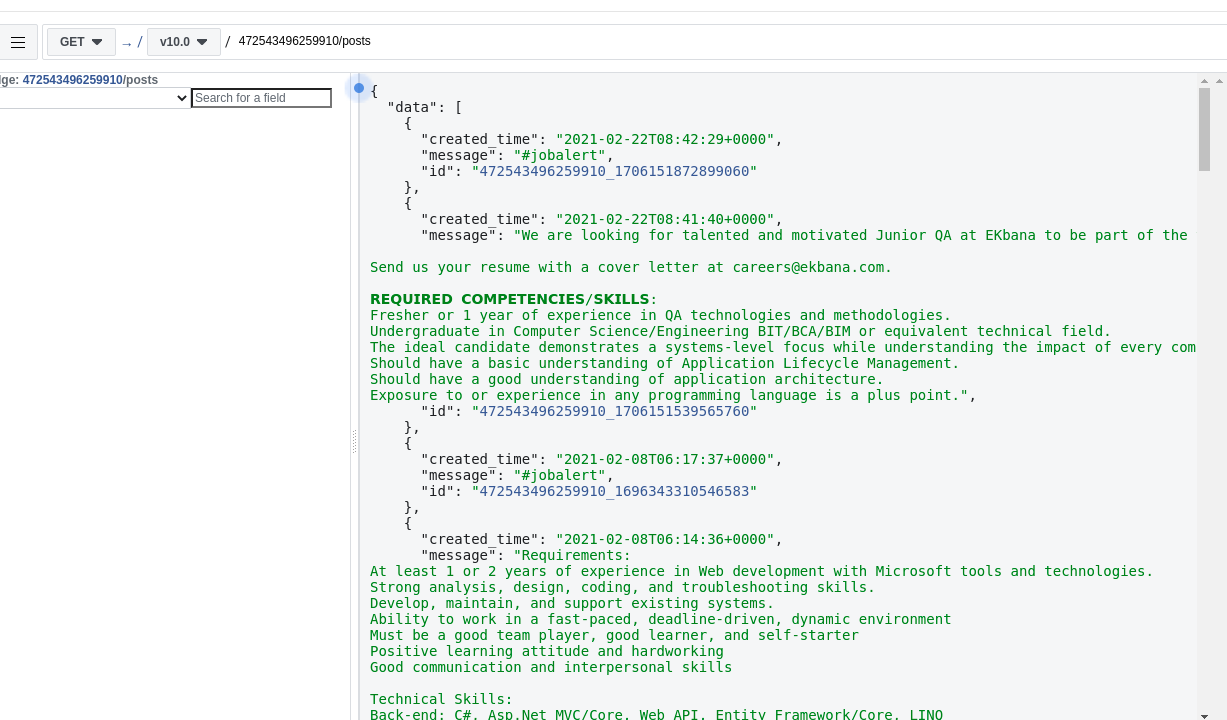 GET → / v10.0 / 472543496259910/posts
ge: 472543496259910/posts
Search for a field
{
"data": [
{
"created_time": "2021-02-22T08:42:29+0000",
"message": "#jobalert",
"id": "472543496259910_1706151872899060"
},
{
"created_time": "2021-02-22T08:41:40+0000",
"message": "We are looking for talented and motivated Junior QA at EKbana to be part of the
Send us your resume with a cover letter at careers@ekbana.com.
𝗥𝗘𝗤𝗨𝗜𝗥𝗘𝗗 𝗖𝗢𝗠𝗣𝗘𝗧𝗘𝗡𝗖𝗜𝗘𝗦/𝗦𝗞𝗜𝗟𝗟𝗦:
Fresher or 1 year of experience in QA technologies and methodologies.
Undergraduate in Computer Science/Engineering BIT/BCA/BIM or equivalent technical field.
The ideal candidate demonstrates a systems-level focus while understanding the impact of every com
Should have a basic understanding of Application Lifecycle Management.
Should have a good understanding of application architecture.
Exposure to or experience in any programming language is a plus point.",
"id": "472543496259910_1706151539565760"
},
{
"created_time": "2021-02-08T06:17:37+0000",
"message": "#jobalert",
"id": "472543496259910_1696343310546583"
},
{
"created_time": "2021-02-08T06:14:36+0000",
"message": "Requirements:
At least 1 or 2 years of experience in Web development with Microsoft tools and technologies.
Strong analysis, design, coding, and troubleshooting skills.
Develop, maintain, and support existing systems.
Ability to work in a fast-paced, deadline-driven, dynamic environment
Must be a good team player, good learner, and self-starter
Positive learning attitude and hardworking
Good communication and interpersonal skills
Technical Skills:
Back-end: C#, Asp.Net MVC/Core, Web API, Entity Framework/Core, LINQ